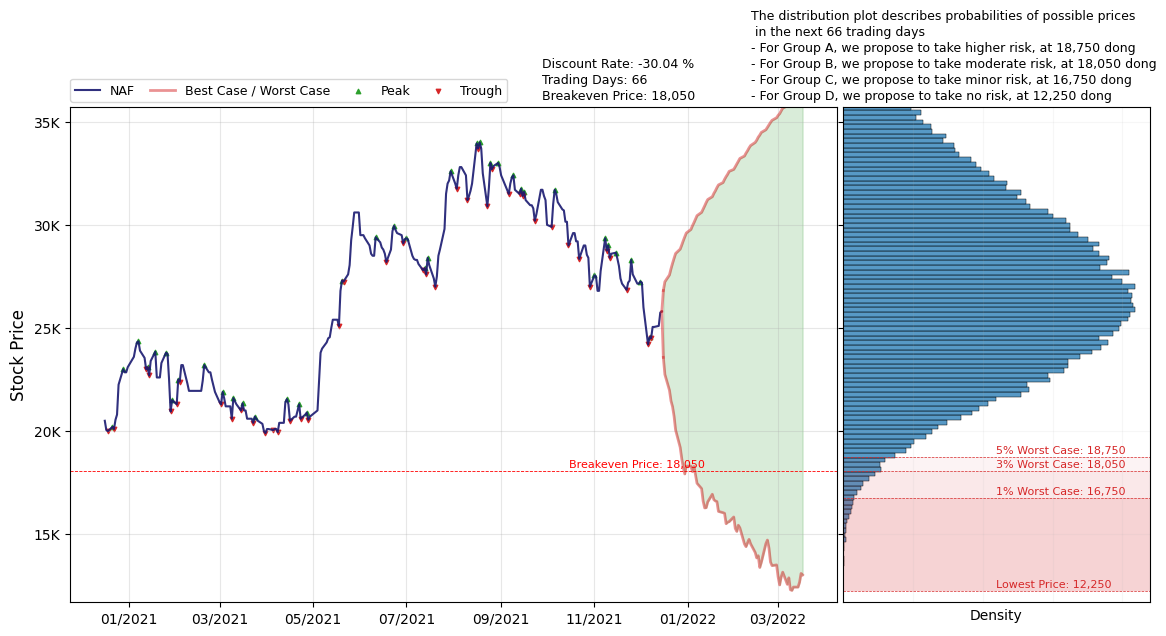 The distribution plot describes probabilities of possible prices
in the next 66 trading days
- For Group A, we propose to take higher risk, at 18,750 dong
- For Group B, we propose to take moderate risk, at 18,050 dong
- For Group C, we propose to take minor risk, at 16,750 dong
- For Group D, we propose to take no risk, at 12,250 dong
Discount Rate: -30.04 %
Trading Days: 66
Breakeven Price: 18,050
NAF Best Case / Worst Case Peak Trough
35K
30K
25K
20K
15K
Stock Price
Breakeven Price: 18,050
5% Worst Case: 18,750
3% Worst Case: 18,050
1% Worst Case: 16,750
Lowest Price: 12,250
01/2021 03/2021 05/2021 07/2021 09/2021 11/2021 01/2022 03/2022
Density